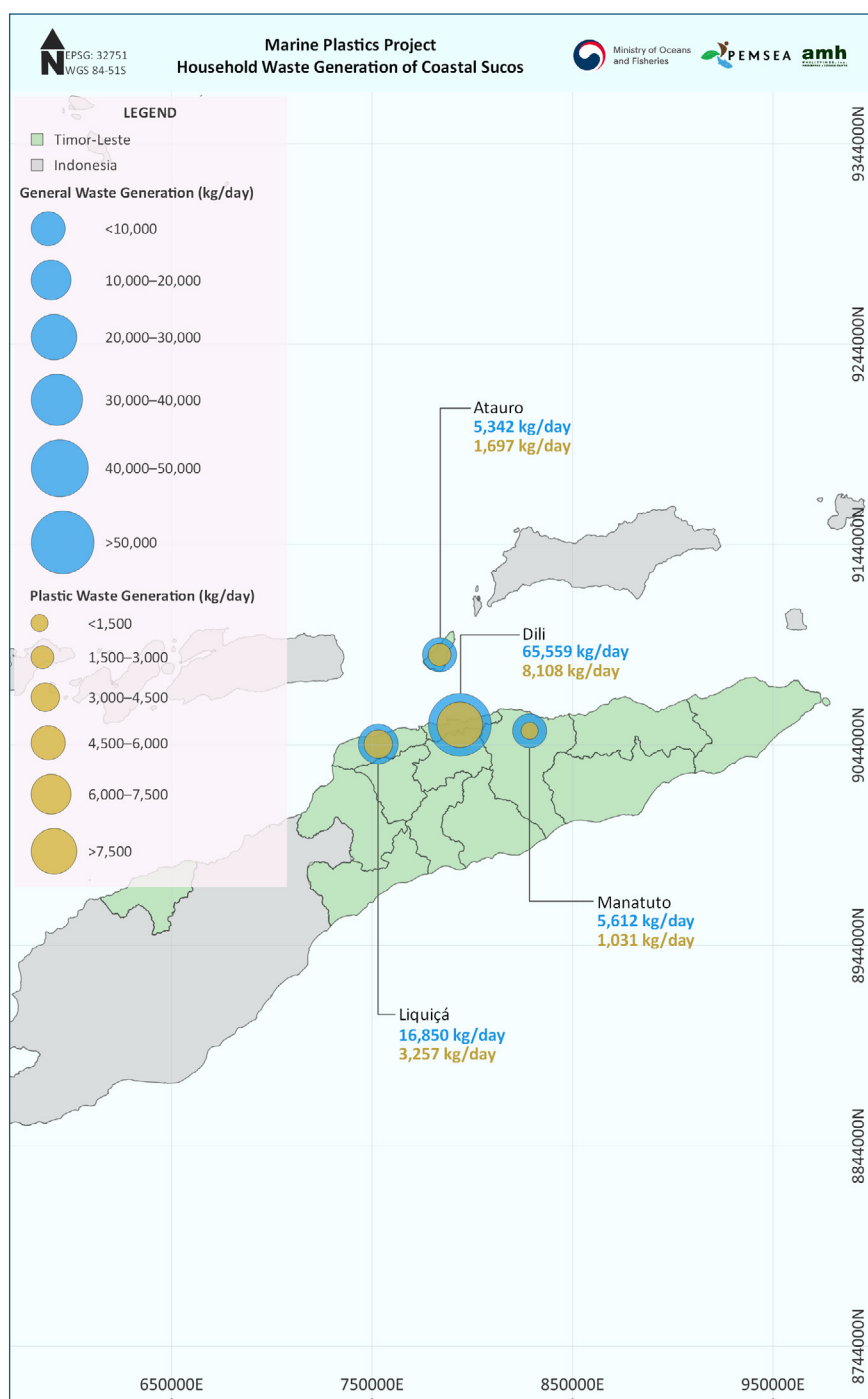 N
EPSG: 32751
WGS 84-51S
Marine Plastics Project
Household Waste Generation of Coastal Sucos
Ministry of Oceans
and Fisheries
PEMSEA
amh
LEGEND
Timor-Leste
Indonesia
General Waste Generation (kg/day)
<10,000
10,000–20,000
20,000–30,000
30,000–40,000
40,000–50,000
>50,000
Plastic Waste Generation (kg/day)
<1,500
1,500–3,000
3,000–4,500
4,500–6,000
6,000–7,500
>7,500
Atauro
5,342 kg/day
1,697 kg/day
Dili
65,559 kg/day
8,108 kg/day
Manatuto
5,612 kg/day
1,031 kg/day
Liquiçá
16,850 kg/day
3,257 kg/day
9344000N
9244000N
9144000N
9044000N
8944000N
8844000N
8744000N
650000E
750000E
850000E
950000E